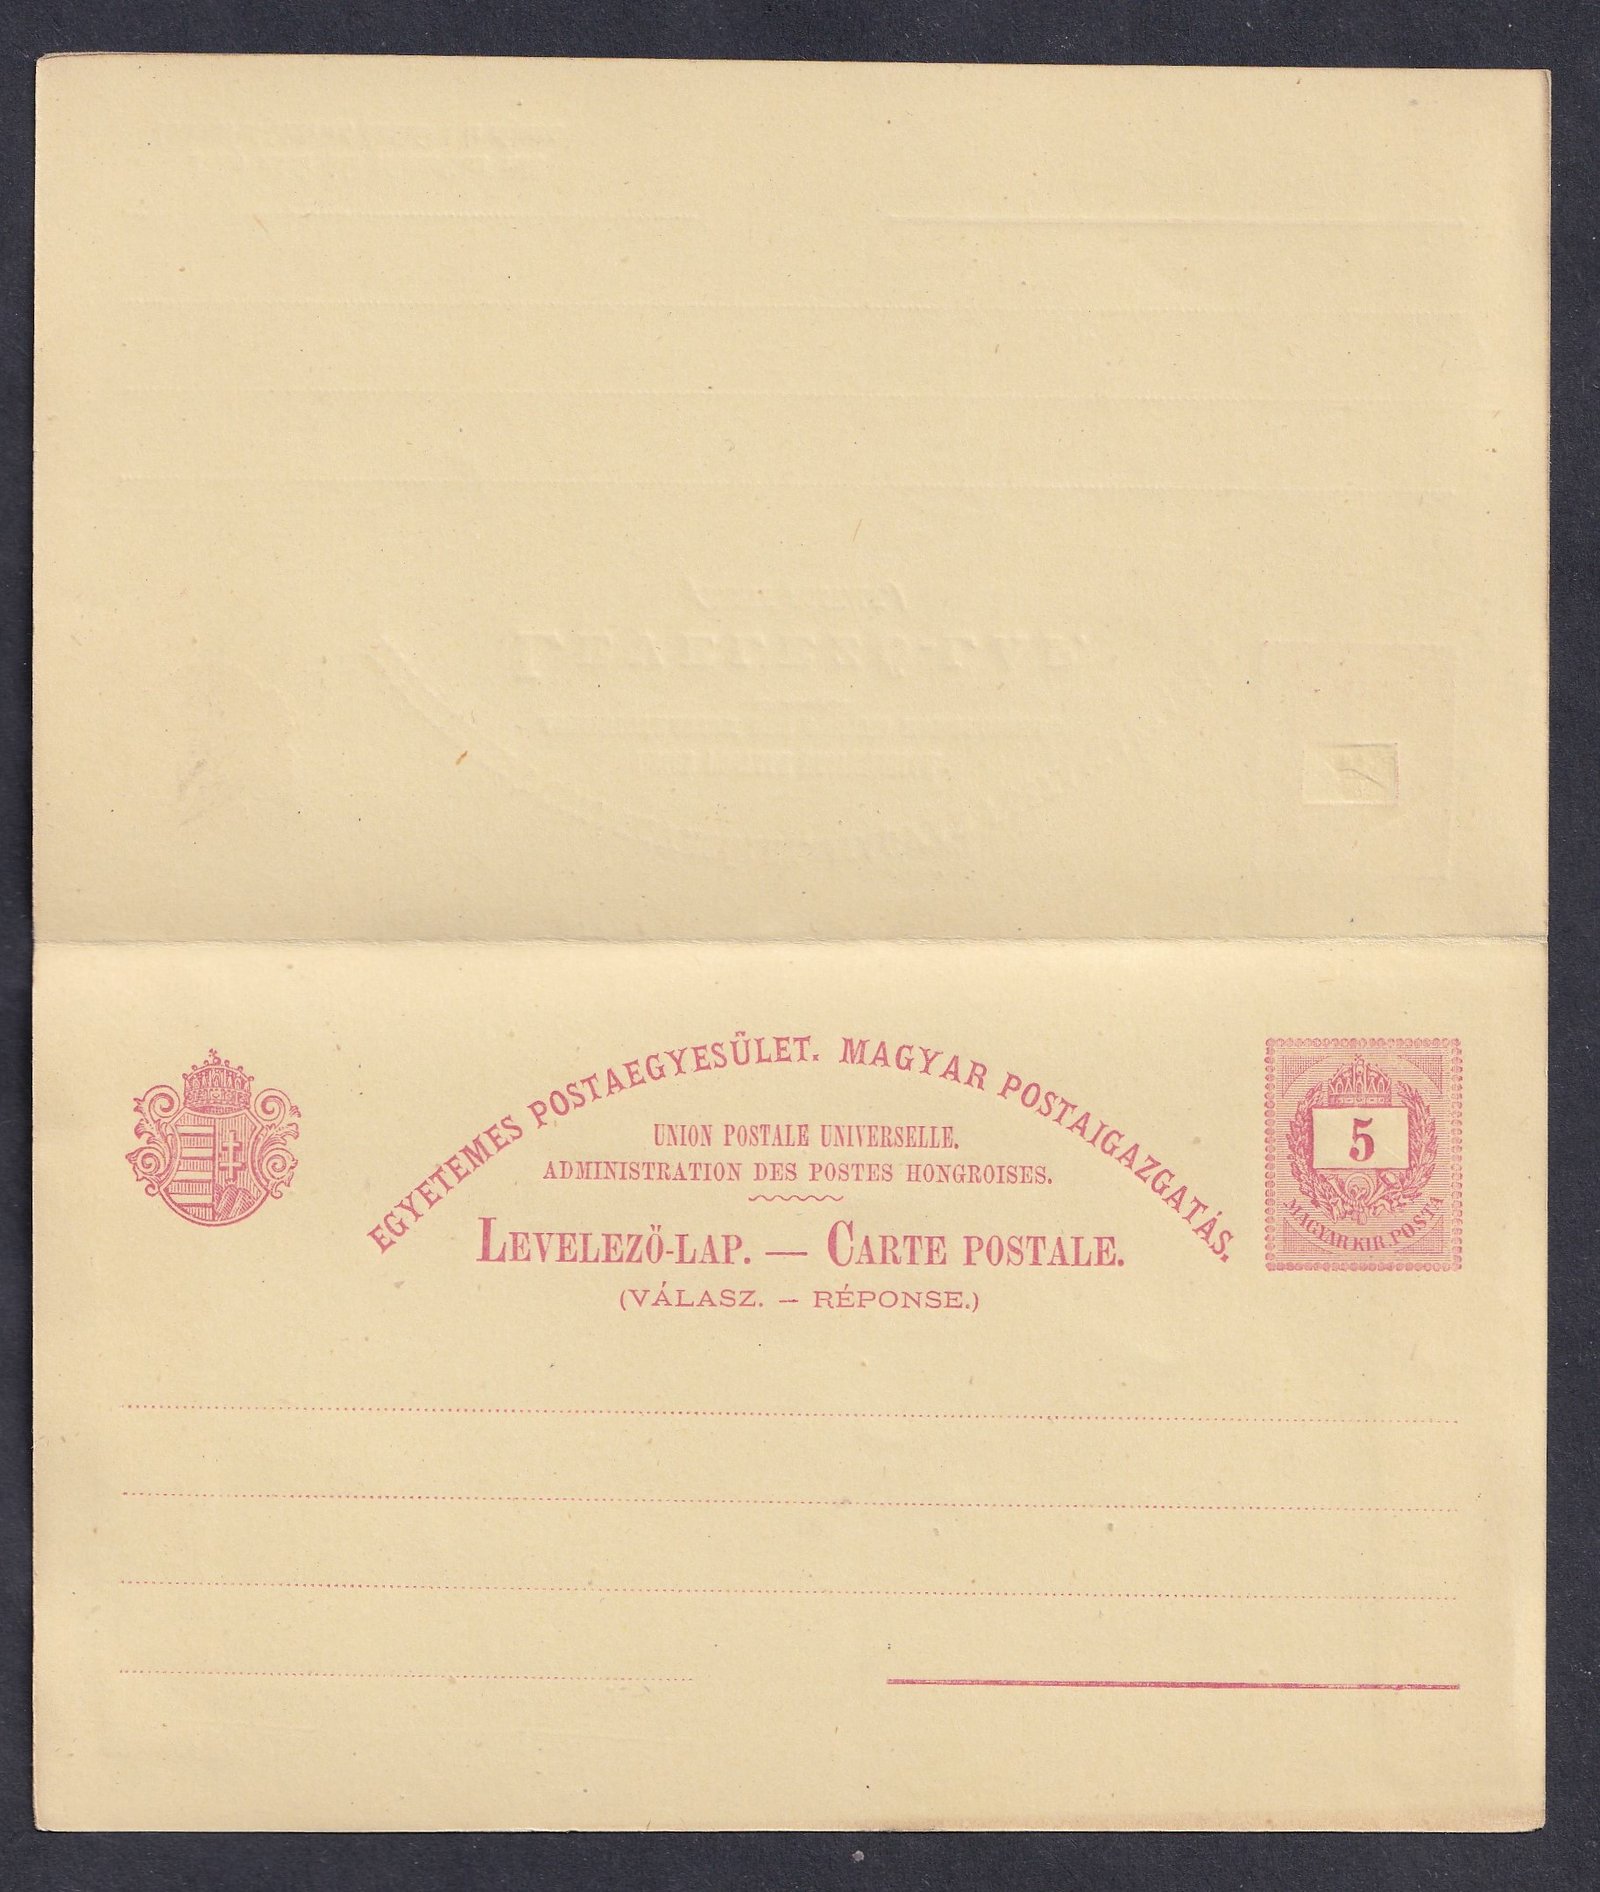 EGYETEMES POSTAEGYESÜLET. MAGYAR POSTAIGAZGATÁS.
UNION POSTALE UNIVERSELLE.
ADMINISTRATION DES POSTES HONGROISES.
LEVELEZŐ-LAP. — CARTE POSTALE.
(VÁLASZ. – RÉPONSE.)
5
MAGYAR KIR. POSTA